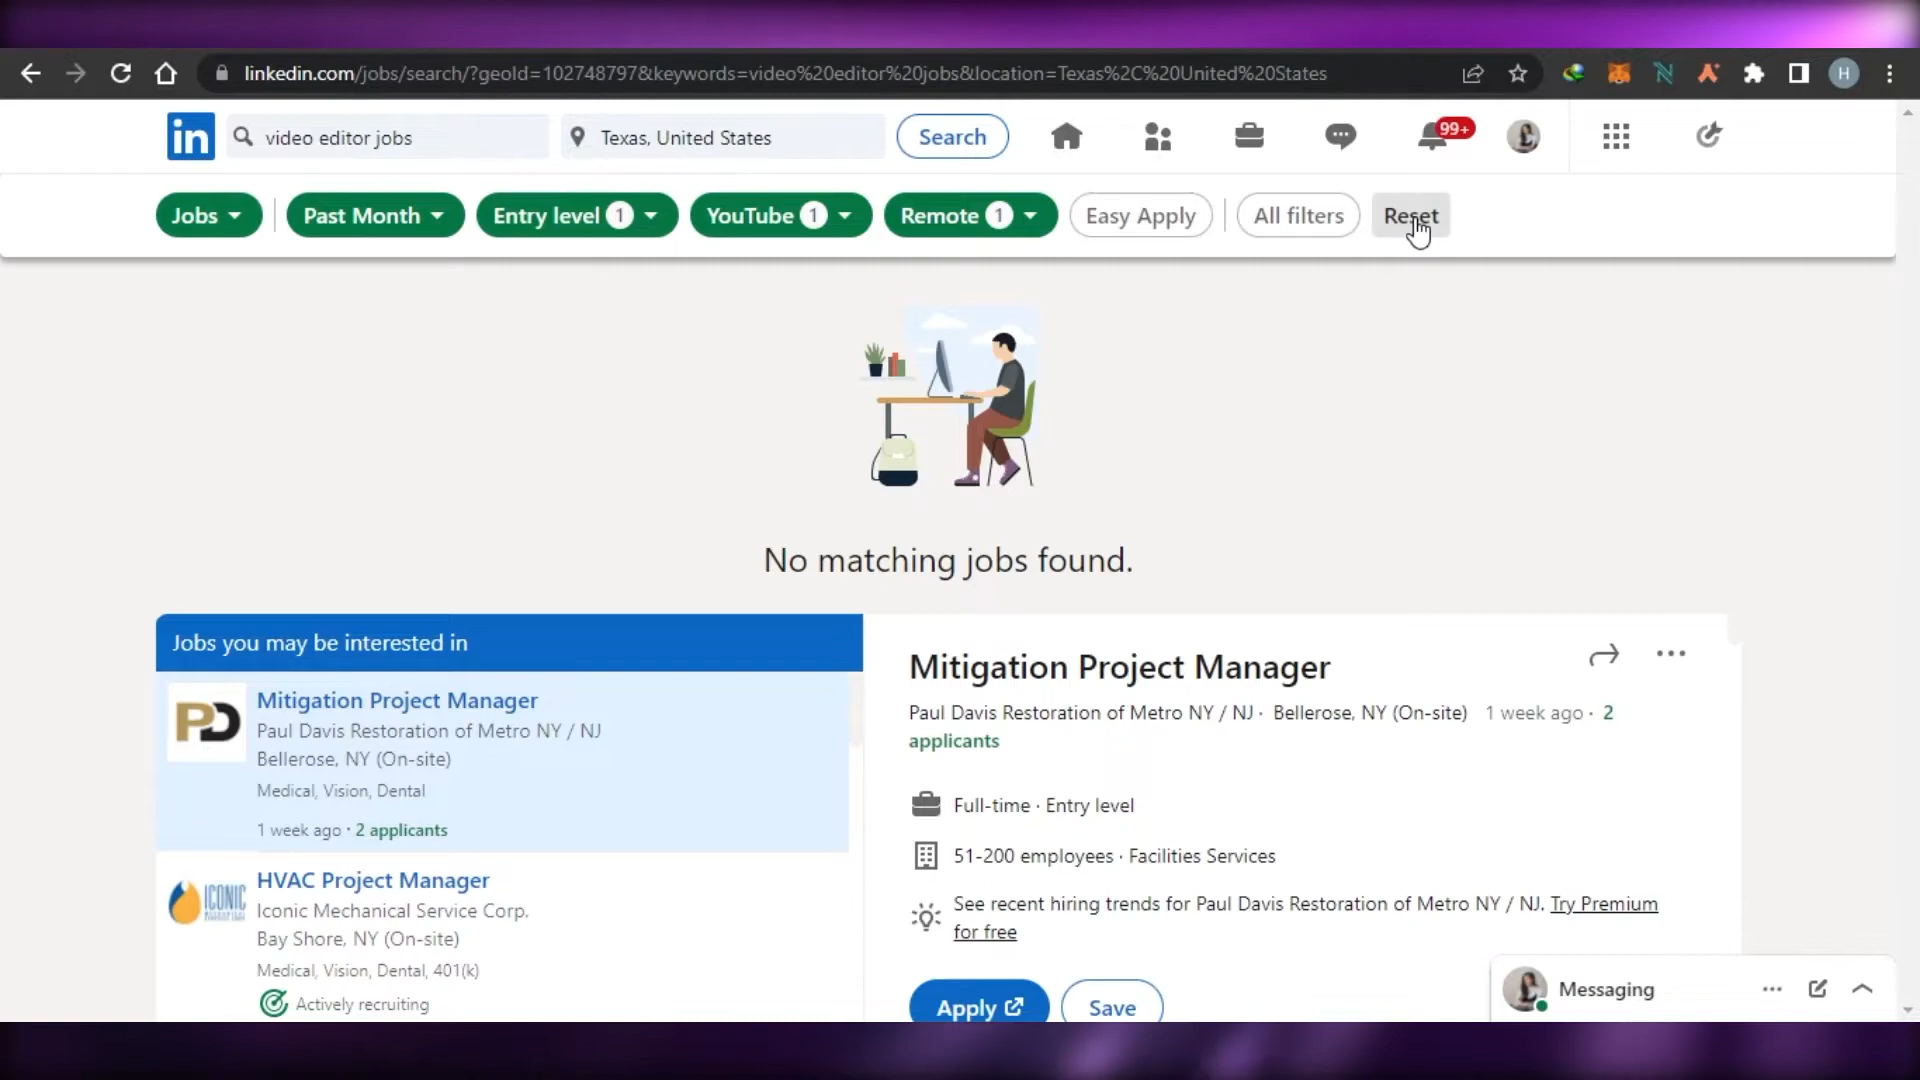 linkedin.com/jobs/search/?geoId=102748797&keywords=video%20editor%20jobs&location=Texas%2C%20United%20States
H
in
video editor jobs
Texas, United States
Search
99+
Jobs
Past Month
Entry level 1
YouTube 1
Remote 1
Easy Apply
All filters
Reset
No matching jobs found.
Jobs you may be interested in
PD
Mitigation Project Manager
Paul Davis Restoration of Metro NY / NJ
Bellerose, NY (On-site)
Medical, Vision, Dental
1 week ago · 2 applicants
ICONIC
HVAC Project Manager
Iconic Mechanical Service Corp.
Bay Shore, NY (On-site)
Medical, Vision, Dental, 401(k)
Actively recruiting
Mitigation Project Manager
Paul Davis Restoration of Metro NY / NJ · Bellerose, NY (On-site) 1 week ago · 2
applicants
Full-time · Entry level
51-200 employees · Facilities Services
See recent hiring trends for Paul Davis Restoration of Metro NY / NJ. Try Premium
for free
Apply
Save
Messaging